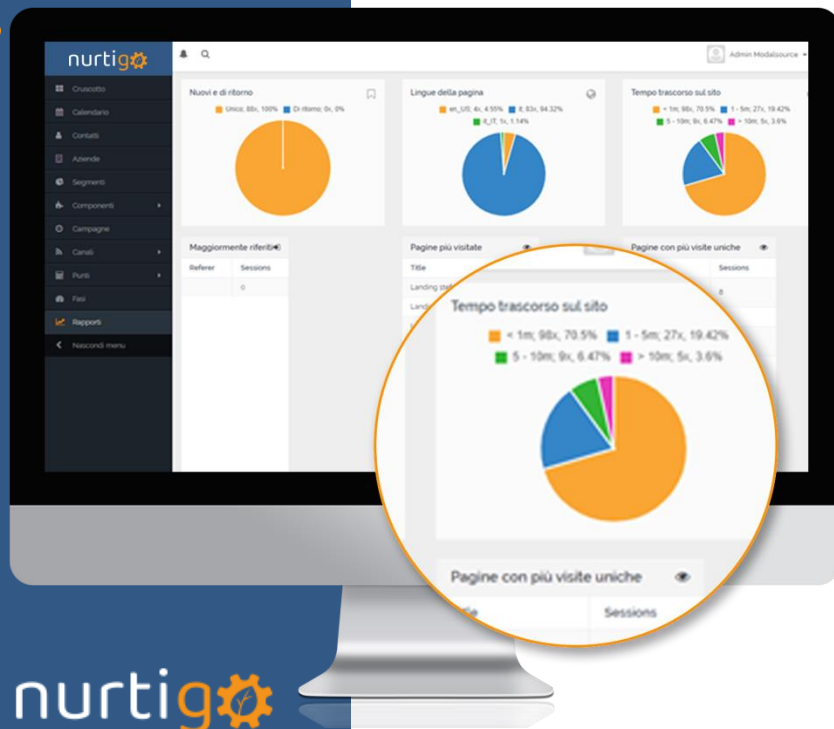 nurtigo
Admin Modalsource
Cruscotto
Calendario
Contatti
Aziende
Segmenti
Componenti
Campagne
Canali
Punti
Fasi
Rapporti
Nascondi menu
Nuovi e di ritorno
Unico; 88x, 100% Di ritorno; 0x, 0%
Lingue della pagina
en_US; 4x, 4.55% it; 83x, 94.32%
it_IT; 1x, 1.14%
Tempo trascorso sul sito
< 1m; 98x, 70.5% 1 - 5m; 27x, 19.42%
5 - 10m; 9x, 6.47% > 10m; 5x, 3.6%
Maggiormente riferiti
Referer Sessions
0
Pagine più visitate
Title
Landing
Pagine con più visite uniche
Sessions
Tempo trascorso sul sito
< 1m; 98x, 70.5% 1 - 5m; 27x, 19.42%
5 - 10m; 9x, 6.47% > 10m; 5x, 3.6%
Pagine con più visite uniche
Sessions
nurtigo